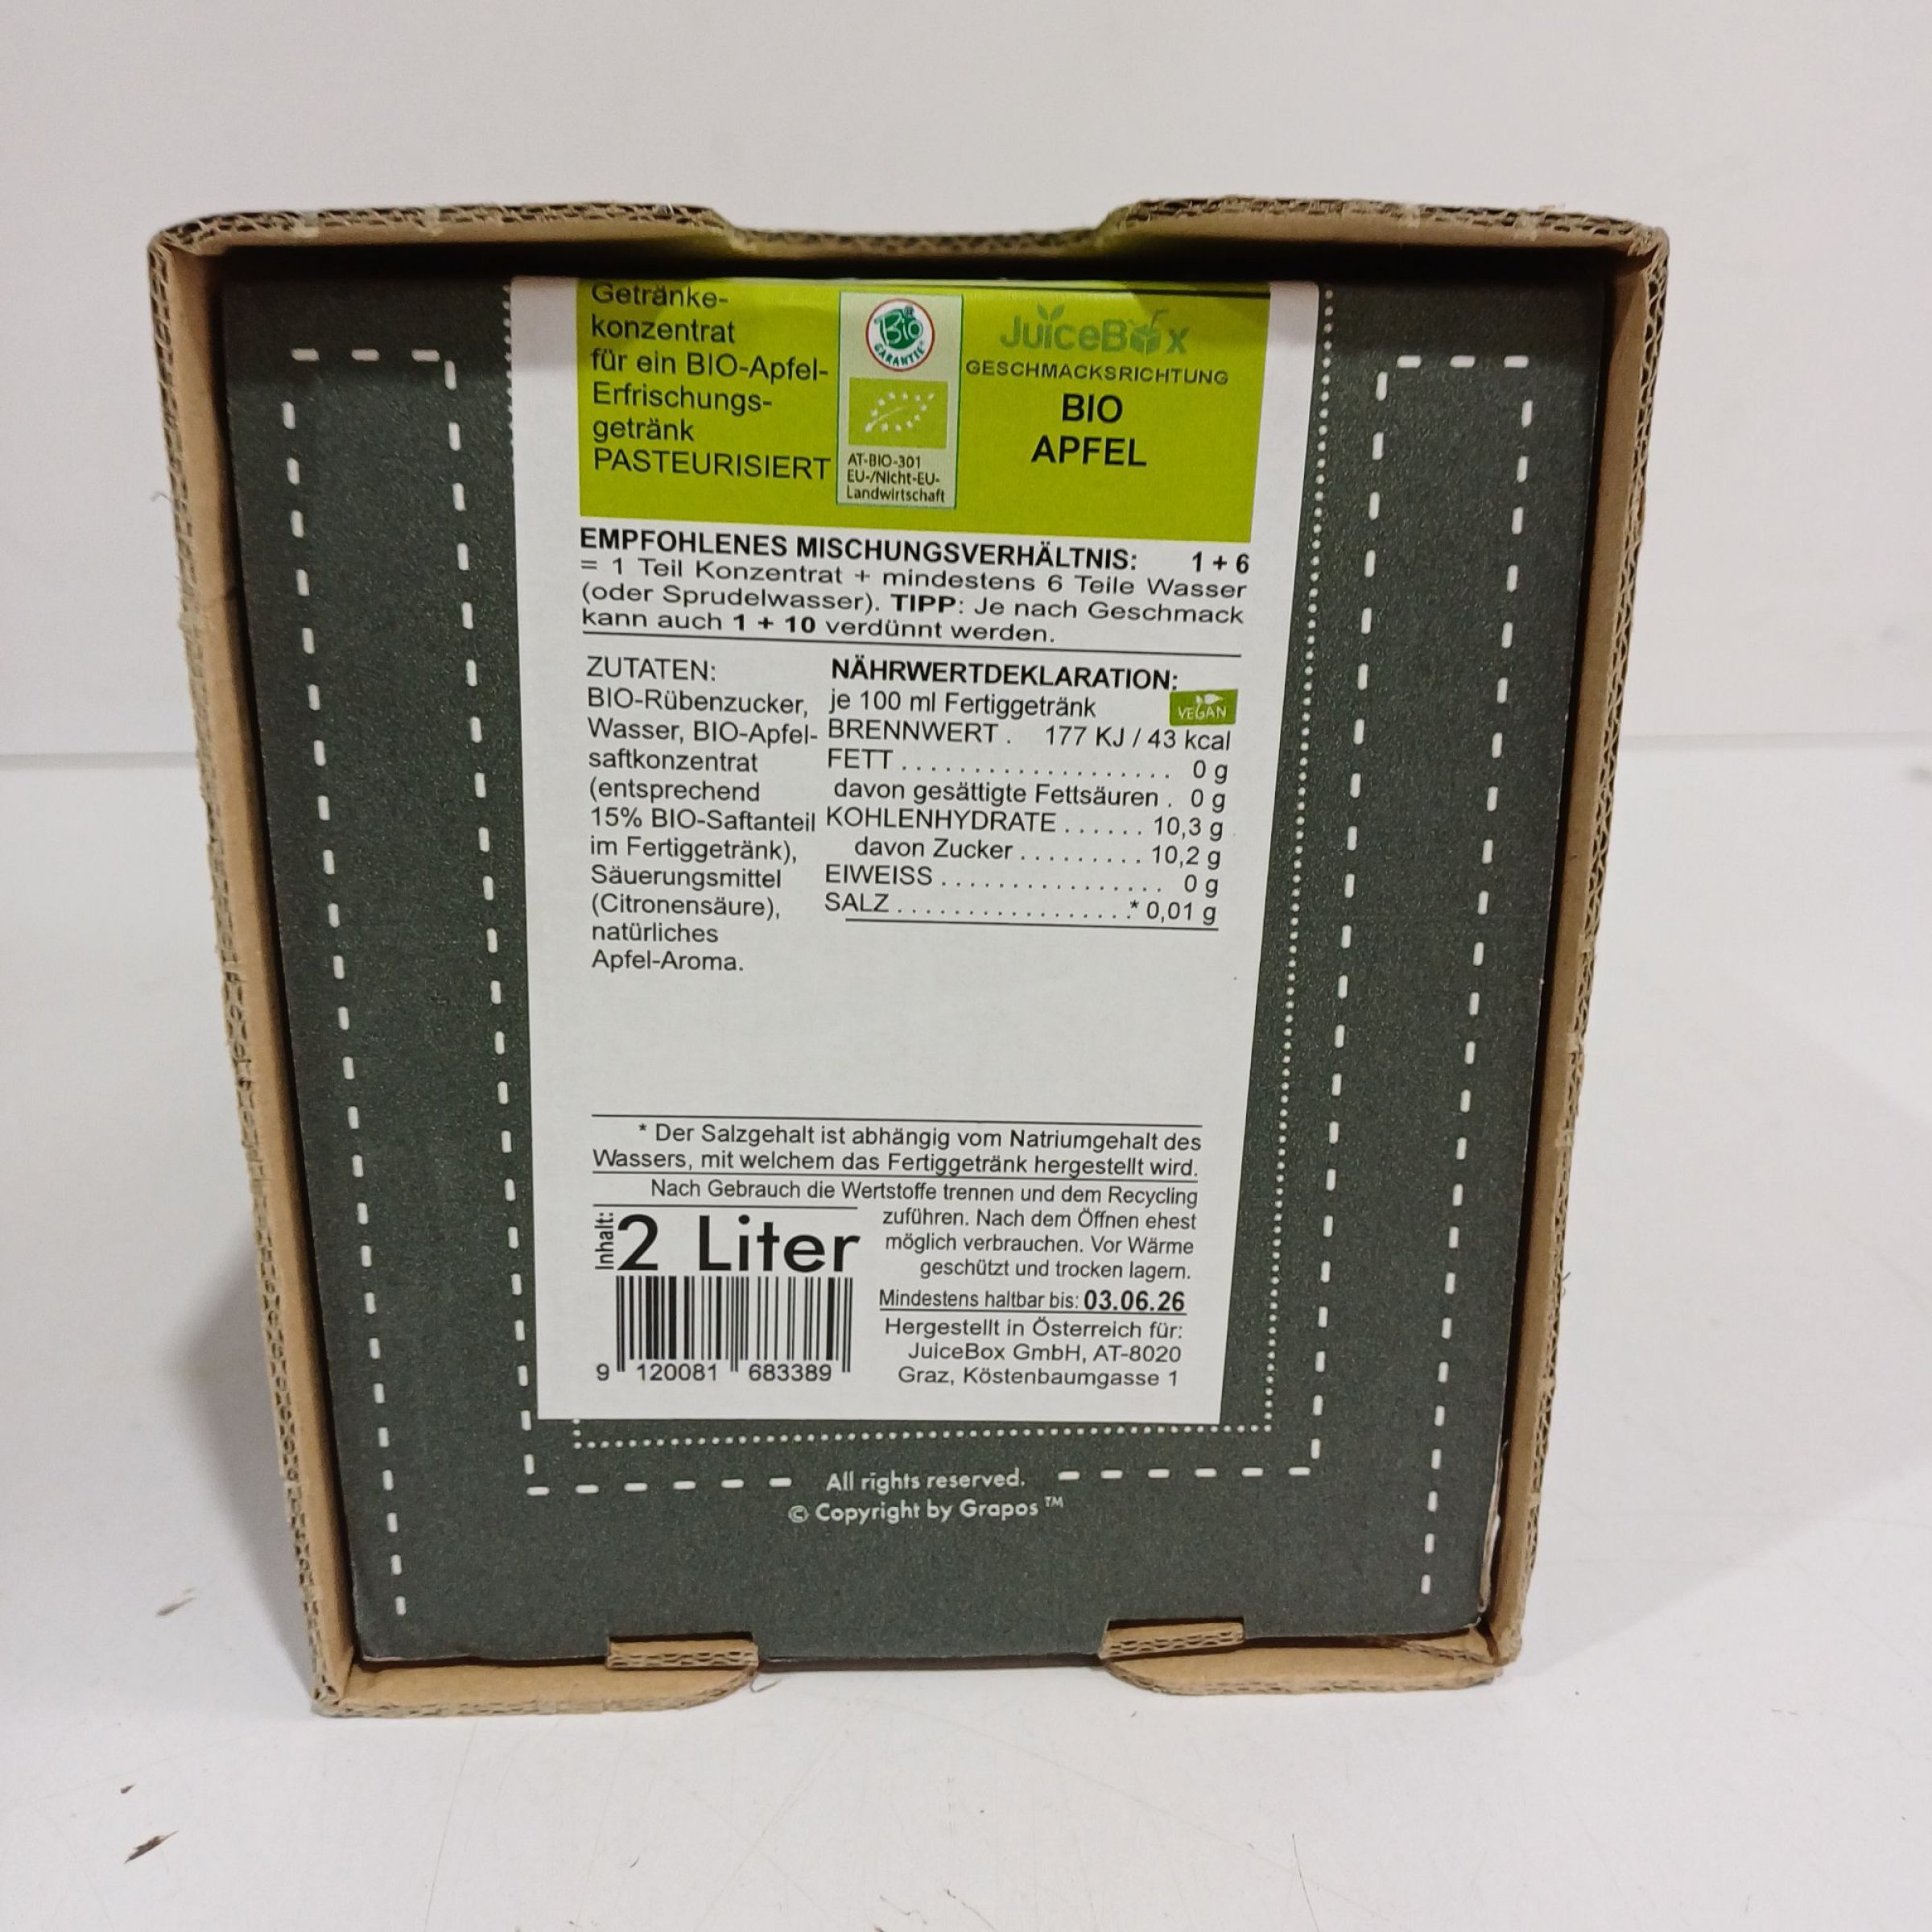 Getränke-
konzentrat
für ein BIO-Apfel-
Erfrischungs-
getränk
PASTEURISIERT
Bio
GARANTIE
AT-BIO-301
EU-/Nicht-EU-
Landwirtschaft
JuiceBox
GESCHMACKSRICHTUNG
BIO
APFEL
EMPFOHLENES MISCHUNGSVERHÄLTNIS: 1 + 6
= 1 Teil Konzentrat + mindestens 6 Teile Wasser
(oder Sprudelwasser). TIPP: Je nach Geschmack
kann auch 1 + 10 verdünnt werden.
ZUTATEN:
BIO-Rübenzucker,
Wasser, BIO-Apfel-
saftkonzentrat
(entsprechend
15% BIO-Saftanteil
im Fertiggetränk),
Säuerungsmittel
(Citronensäure),
natürliches
Apfel-Aroma.
NÄHRWERTDEKLARATION:
je 100 ml Fertiggetränk
VEGAN
BRENNWERT . 177 KJ / 43 kcal
FETT . . . . . . . . . . . . . . . . . . . 0 g
davon gesättigte Fettsäuren . 0 g
KOHLENHYDRATE . . . . . . 10,3 g
davon Zucker . . . . . . . . . 10,2 g
EIWEISS . . . . . . . . . . . . . . . . 0 g
SALZ . . . . . . . . . . . . . . . . .* 0,01 g
* Der Salzgehalt ist abhängig vom Natriumgehalt des
Wassers, mit welchem das Fertiggetränk hergestellt wird.
Nach Gebrauch die Wertstoffe trennen und dem Recycling
zuführen. Nach dem Öffnen ehest
möglich verbrauchen. Vor Wärme
geschützt und trocken lagern.
Inhalt: 2 Liter
Mindestens haltbar bis: 03.06.26
Hergestellt in Österreich für:
JuiceBox GmbH, AT-8020
Graz, Köstenbaumgasse 1
9 120081 683389
All rights reserved.
© Copyright by Grapos ™